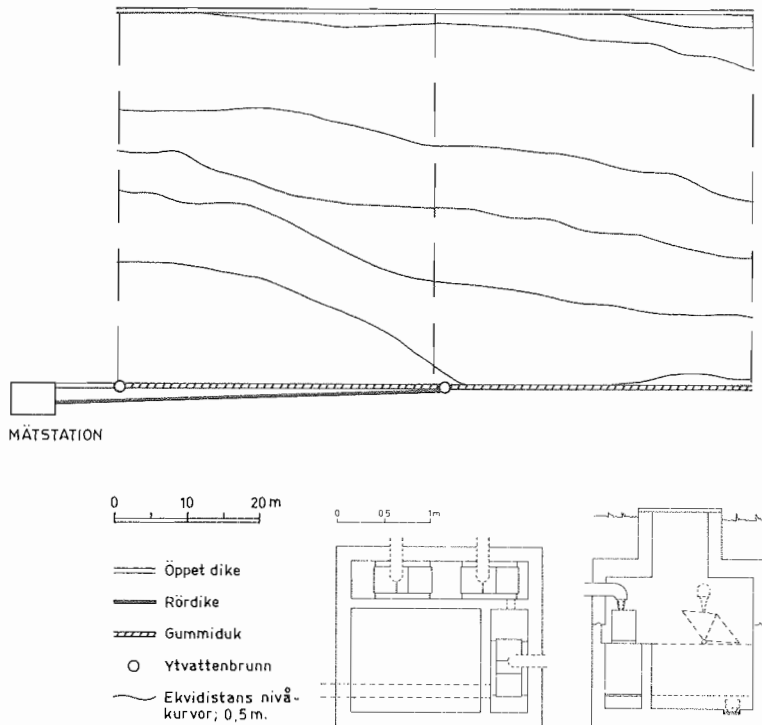 MÄTSTATION
0 10 20 m
0 0.5 1m
Öppet dike
Rördike
Gummiduk
Ytvattenbrunn
Ekvidistans nivå-
kurvor; 0,5 m.